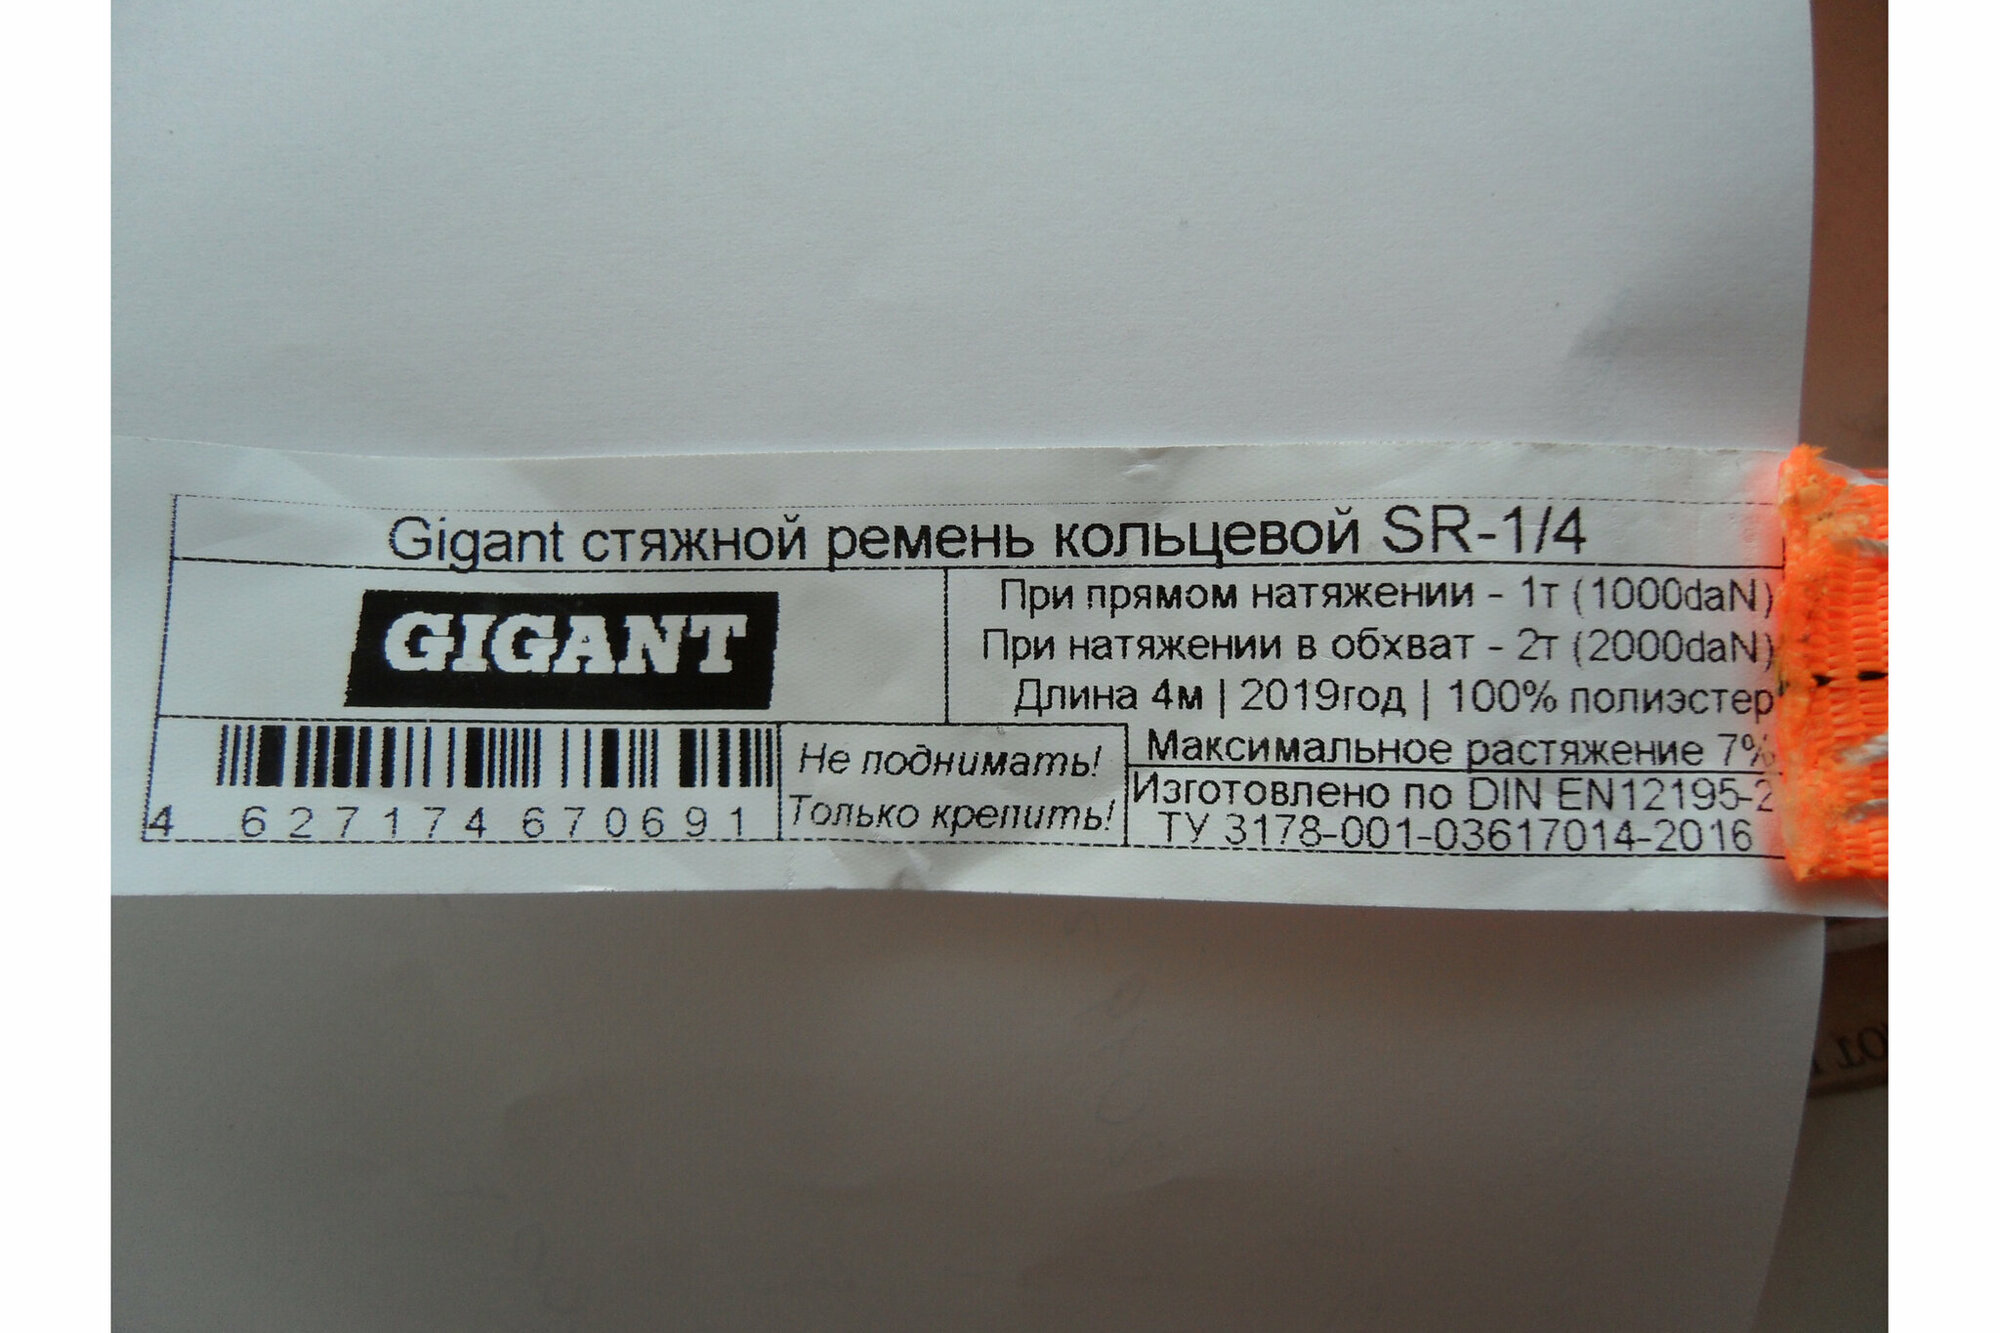 Gigant стяжной ремень кольцевой SR-1/4
GIGANT
При прямом натяжении - 1т (1000daN)
При натяжении в обхват - 2т (2000daN)
Длина 4м | 2019год | 100% полиэстер
Максимальное растяжение 7%
Изготовлено по DIN EN12195-2
ТУ 3178-001-03617014-2016
Не поднимать!
Только крепить!
4 627174 670691